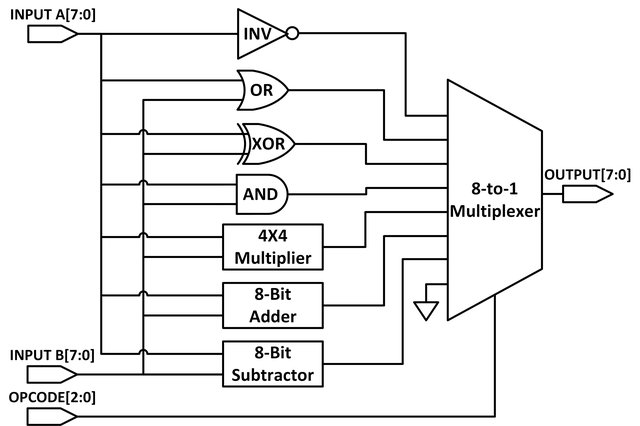 INPUT A[7:0]
INV
OR
XOR
AND
4X4
Multiplier
8-Bit
Adder
8-Bit
Subtractor
8-to-1
Multiplexer
OUTPUT[7:0]
INPUT B[7:0]
OPCODE[2:0]